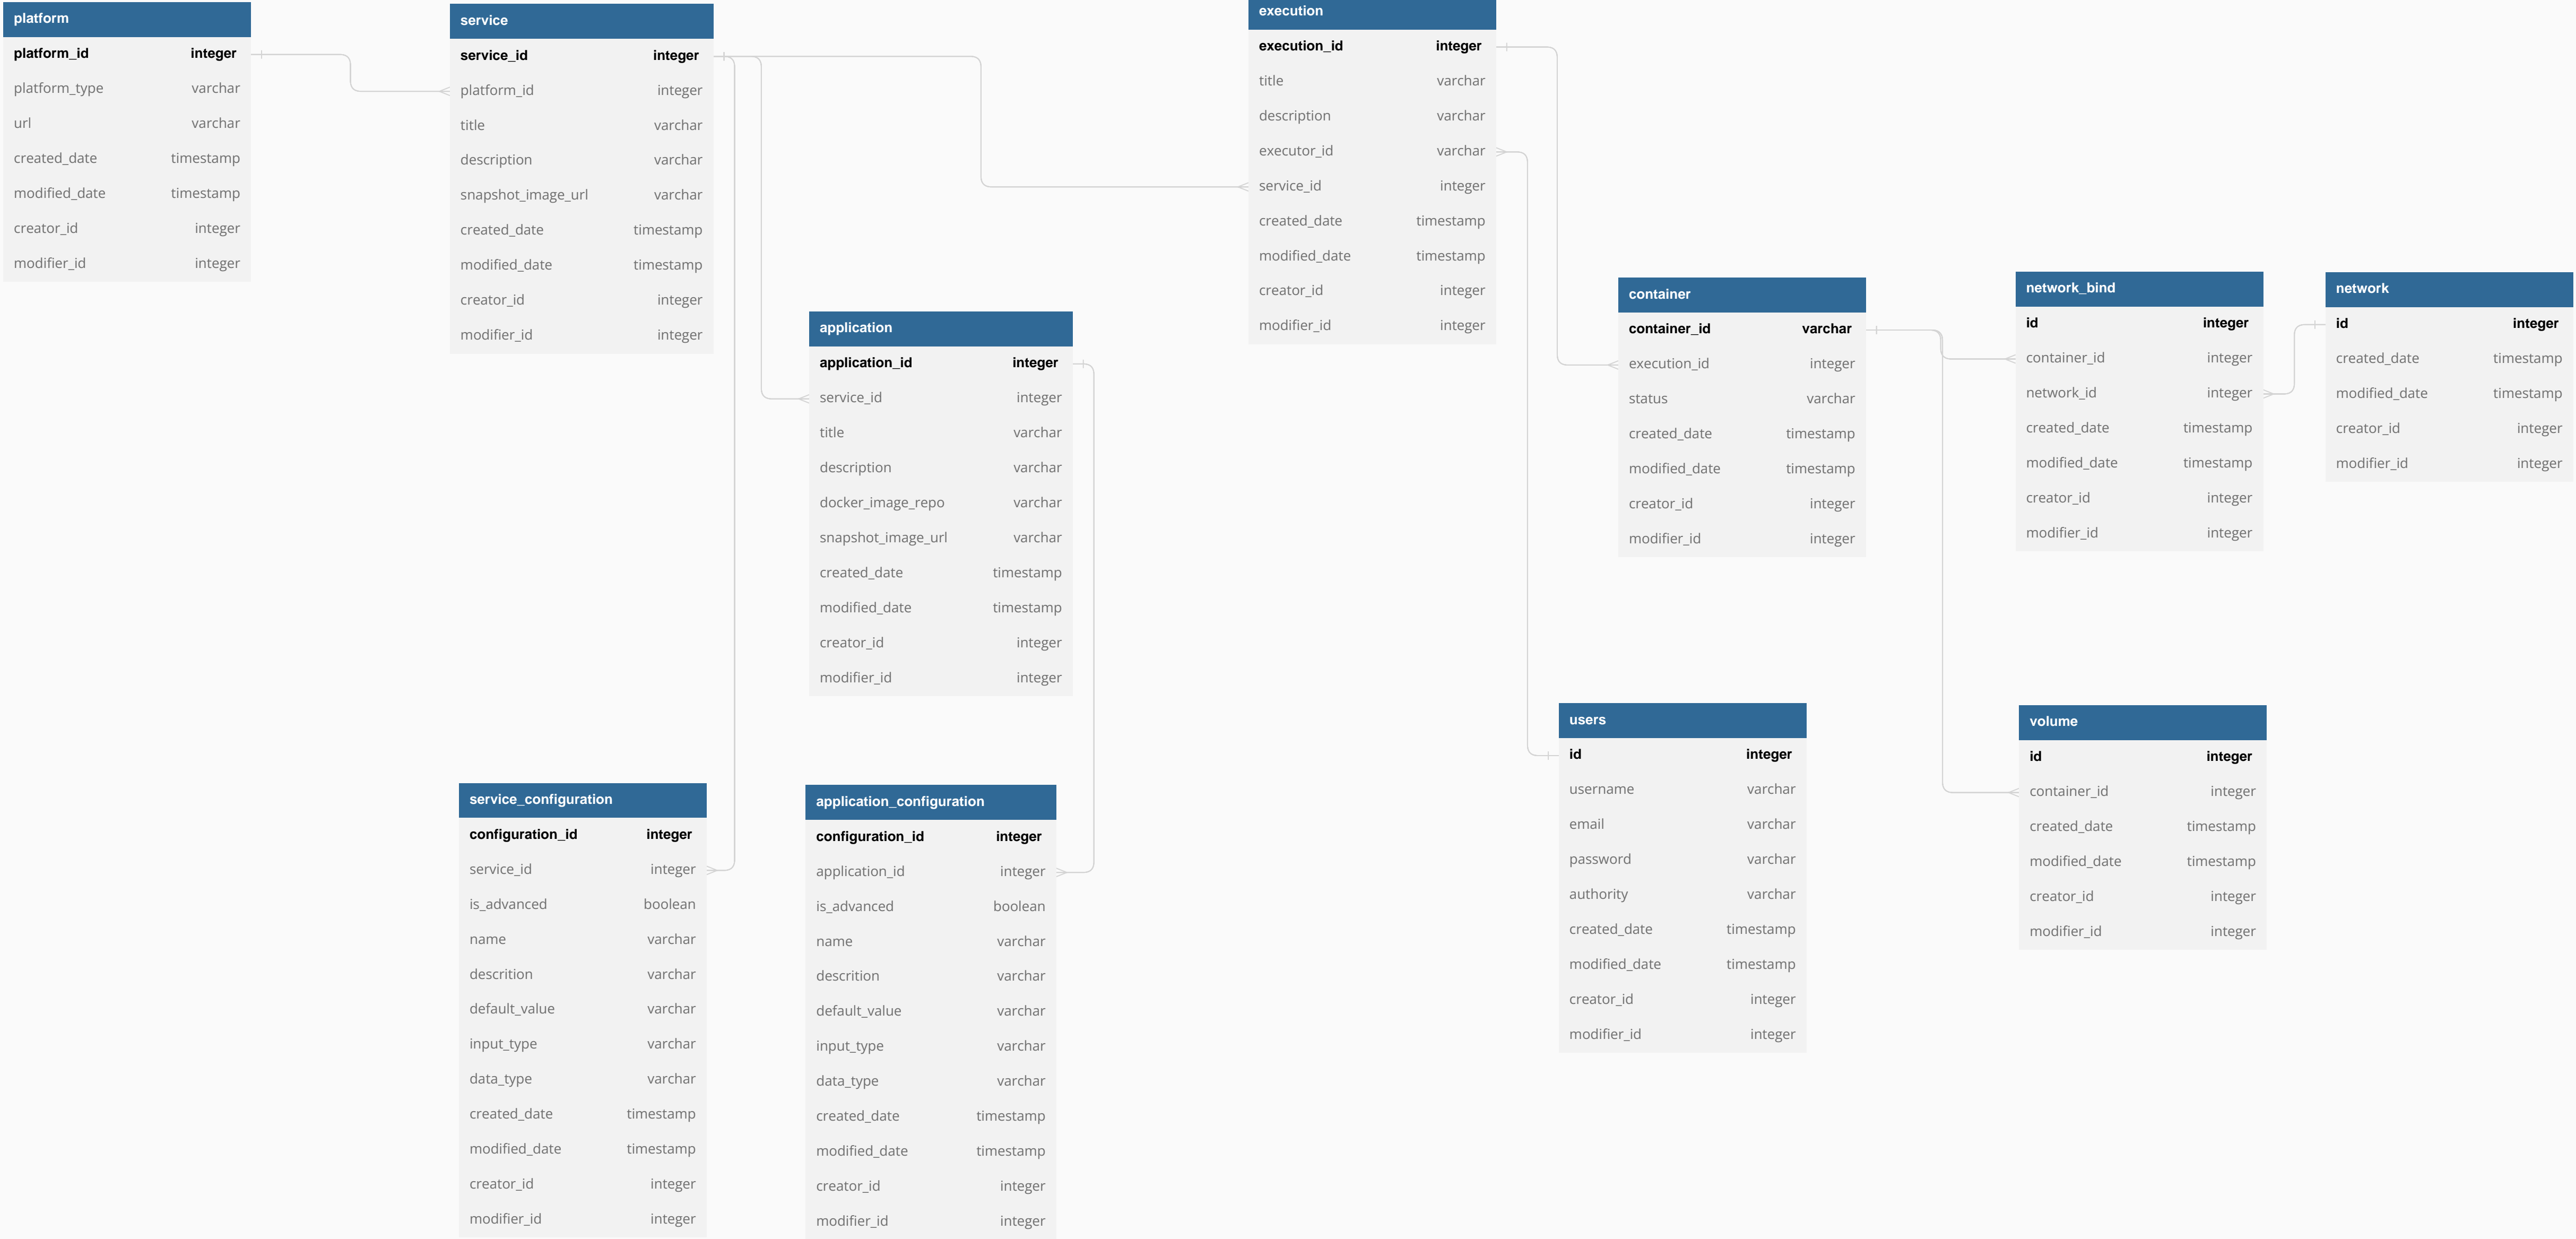 platform
platform_id integer
platform_type varchar
url varchar
created_date timestamp
modified_date timestamp
creator_id integer
modifier_id integer
service
service_id integer
platform_id integer
title varchar
description varchar
snapshot_image_url varchar
created_date timestamp
modified_date timestamp
creator_id integer
modifier_id integer
execution
execution_id integer
title varchar
description varchar
executor_id varchar
service_id integer
created_date timestamp
modified_date timestamp
creator_id integer
modifier_id integer
application
application_id integer
service_id integer
title varchar
description varchar
docker_image_repo varchar
snapshot_image_url varchar
created_date timestamp
modified_date timestamp
creator_id integer
modifier_id integer
container
container_id varchar
execution_id integer
status varchar
created_date timestamp
modified_date timestamp
creator_id integer
modifier_id integer
network_bind
id integer
container_id integer
network_id integer
created_date timestamp
modified_date timestamp
creator_id integer
modifier_id integer
network
id integer
created_date timestamp
modified_date timestamp
creator_id integer
modifier_id integer
service_configuration
configuration_id integer
service_id integer
is_advanced boolean
name varchar
descrition varchar
default_value varchar
input_type varchar
data_type varchar
created_date timestamp
modified_date timestamp
creator_id integer
modifier_id integer
application_configuration
configuration_id integer
application_id integer
is_advanced boolean
name varchar
descrition varchar
default_value varchar
input_type varchar
data_type varchar
created_date timestamp
modified_date timestamp
creator_id integer
modifier_id integer
users
id integer
username varchar
email varchar
password varchar
authority varchar
created_date timestamp
modified_date timestamp
creator_id integer
modifier_id integer
volume
id integer
container_id integer
created_date timestamp
modified_date timestamp
creator_id integer
modifier_id integer